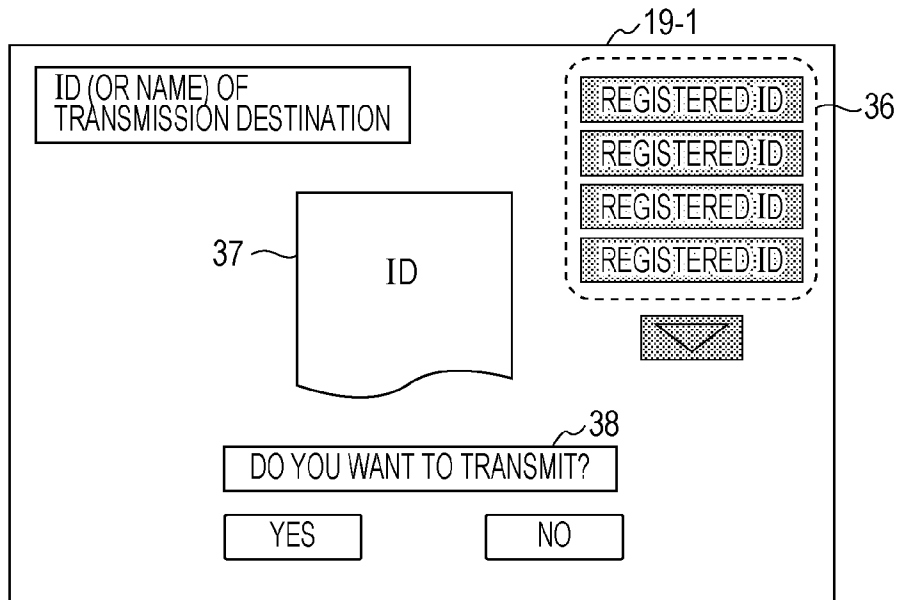 19-1
ID (OR NAME) OF
TRANSMISSION DESTINATION
REGISTERED ID
36
REGISTERED ID
REGISTERED ID
REGISTERED ID
37
ID
38
DO YOU WANT TO TRANSMIT?
YES
NO